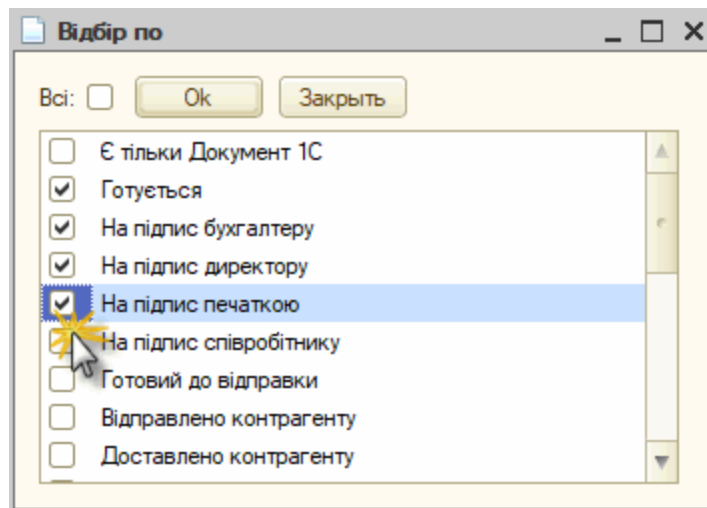 Відбір по
Всі: Ok Закрыть
Є тільки Документ 1С
Готується
На підпис бухгалтеру
На підпис директору
На підпис печаткою
На підпис співробітнику
Готовий до відправки
Відправлено контрагенту
Доставлено контрагенту